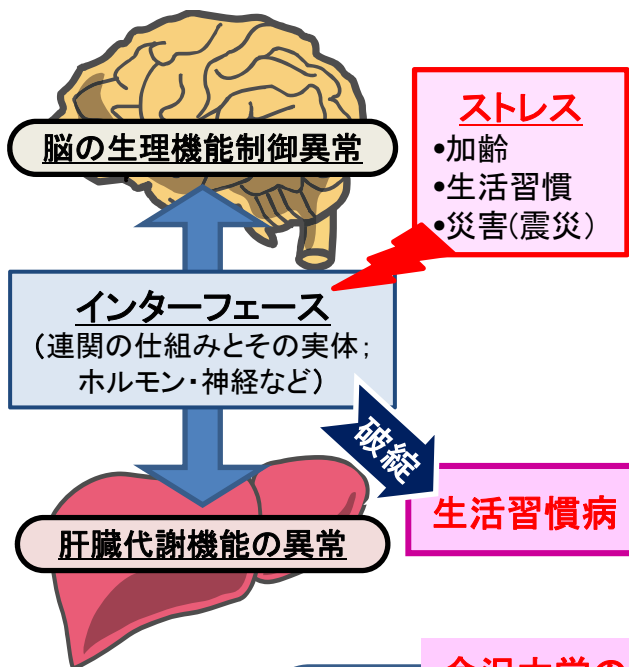 脳の生理機能制御異常
ストレス
•加齢
•生活習慣
•災害(震災)
インターフェース
(連関の仕組みとその実体;
ホルモン・神経など)
破綻
生活習慣病
肝臓代謝機能の異常